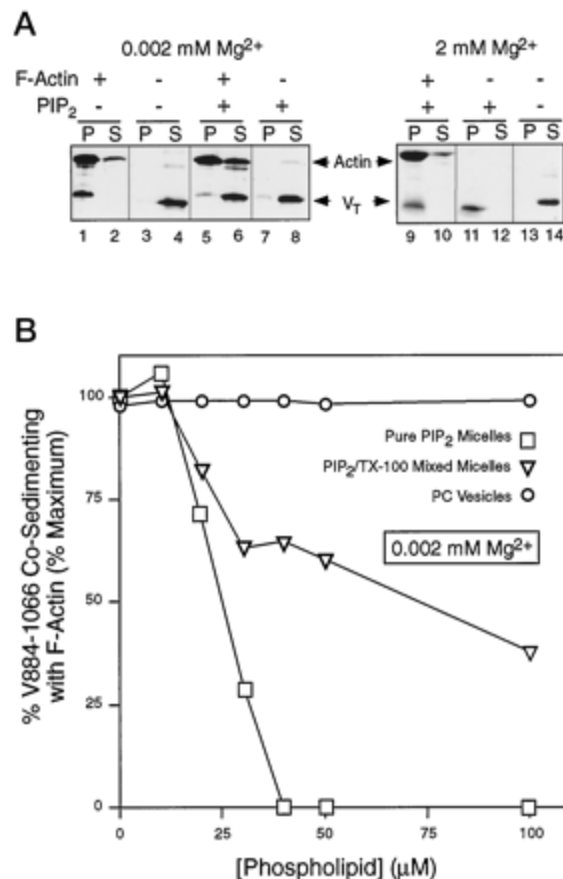 A
0.002 mM Mg2+ 2 mM Mg2+
F-Actin + - + - + - -
PIP2 - - + + + + -
P S P S P S P S P S P S P S
Actin
VT
1 2 3 4 5 6 7 8 9 10 11 12 13 14
B
% V884-1066 Co-Sedimenting
with F-Actin (% Maximum)
100
75
50
25
0
Pure PIP2 Micelles
PIP2/TX-100 Mixed Micelles
PC Vesicles
0.002 mM Mg2+
0 25 50 75 100
[Phospholipid] (μM)